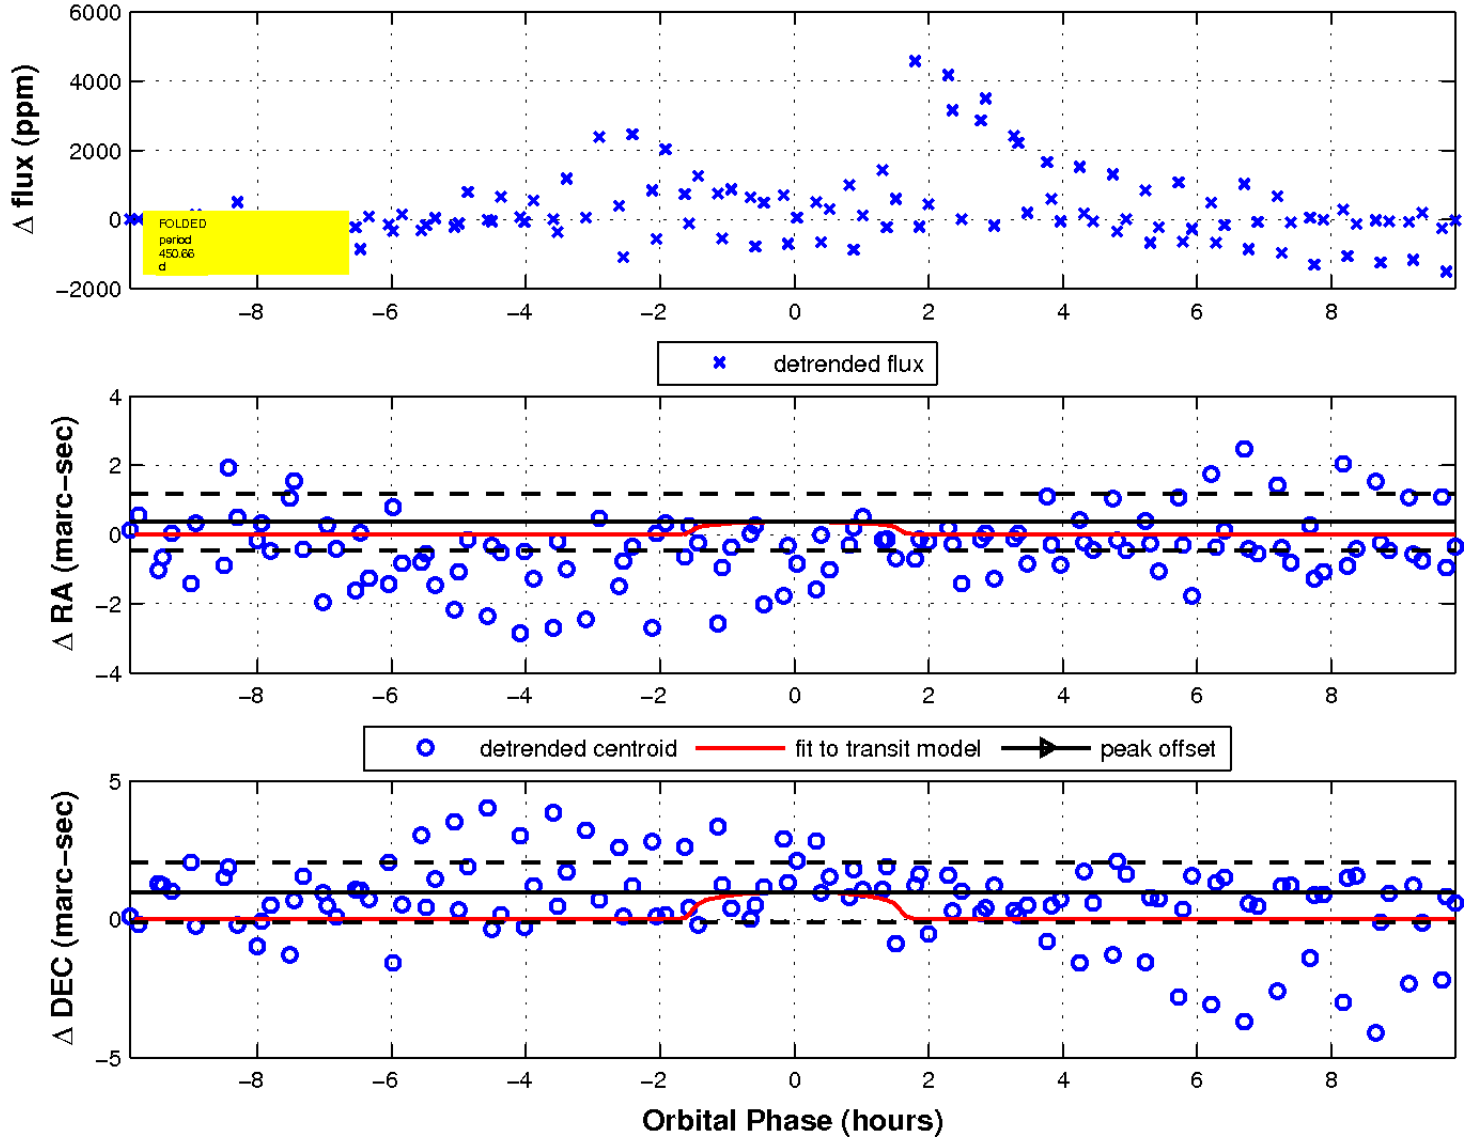 6000
4000
2000
0
−2000
Δ flux (ppm)
FOLDED
period
450.66
d
−8 −6 −4 −2 0 2 4 6 8
detrended flux
4
2
0
−2
−4
Δ RA (marc−sec)
−8 −6 −4 −2 0 2 4 6 8
detrended centroid fit to transit model peak offset
5
0
−5
Δ DEC (marc−sec)
−8 −6 −4 −2 0 2 4 6 8
Orbital Phase (hours)